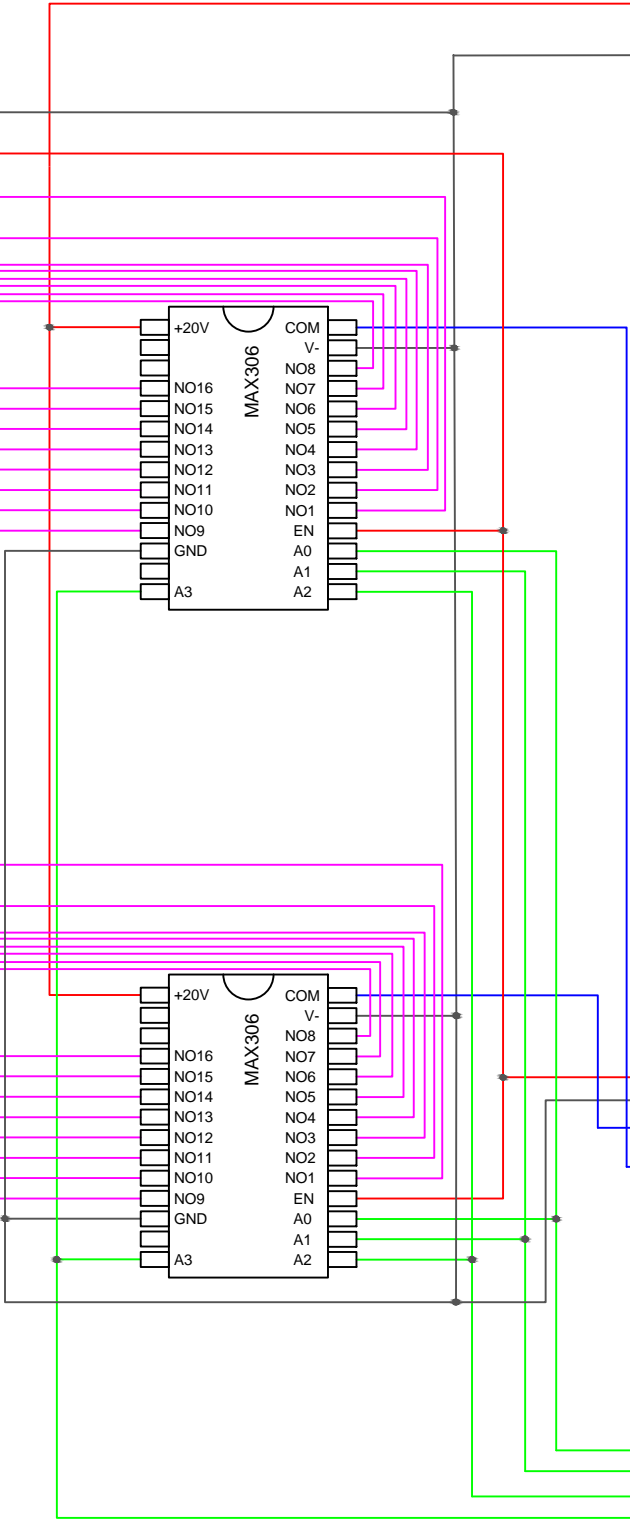 +20V COM
V-
NO8
NO16 NO7
NO15 NO6
NO14 NO5
NO13 NO4
NO12 NO3
NO11 NO2
NO10 NO1
NO9 EN
GND A0
A1
A3 A2
MAX306
+20V COM
V-
NO8
NO16 NO7
NO15 NO6
NO14 NO5
NO13 NO4
NO12 NO3
NO11 NO2
NO10 NO1
NO9 EN
GND A0
A1
A3 A2
MAX306